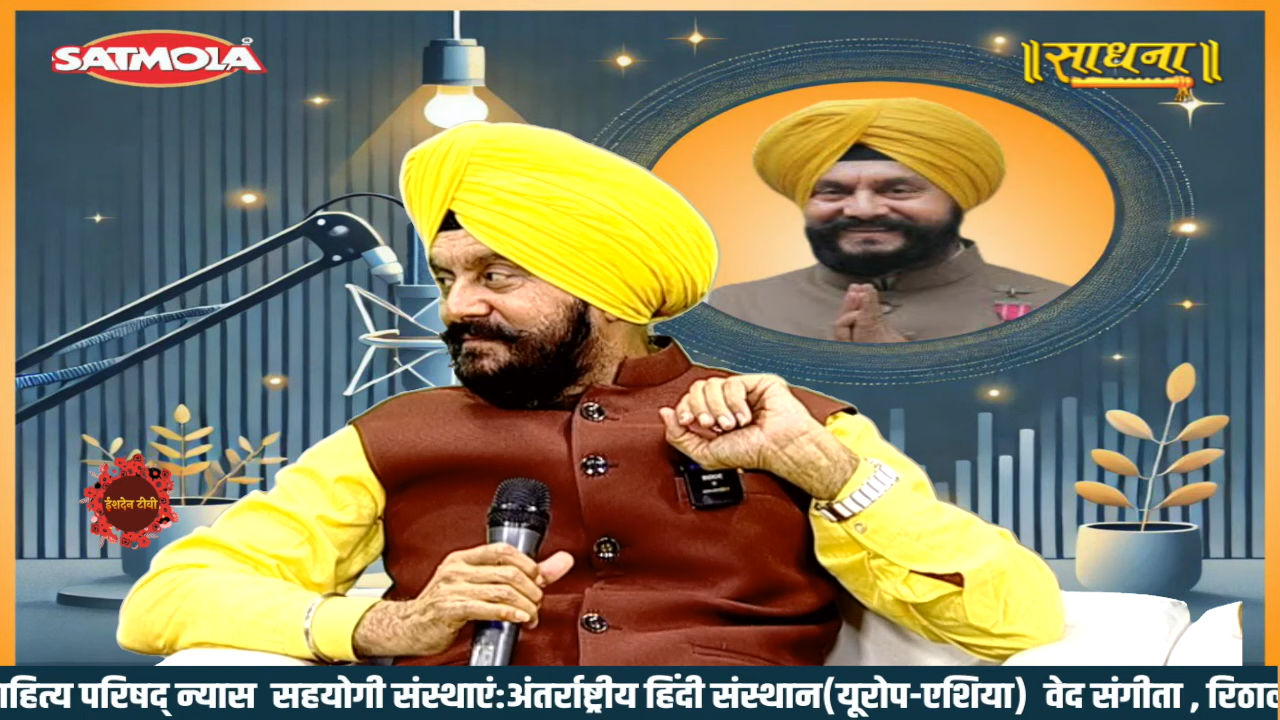 SATMOLA
॥साधना॥
ईशदेन टीवी
परिषद् न्यास सहयोगी संस्थाएं:अंतर्राष्ट्रीय हिंदी संस्थान(यूरोप-एशिया) वेद संगीता ,